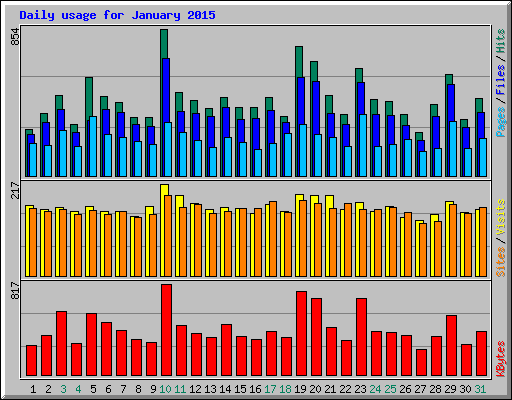 Daily usage for January 2015
854
Pages / Files / Hits
217
Sites / Visits
817
KBytes
1 2 3 4 5 6 7 8 9 10 11 12 13 14 15 16 17 18 19 20 21 22 23 24 25 26 27 28 29 30 31